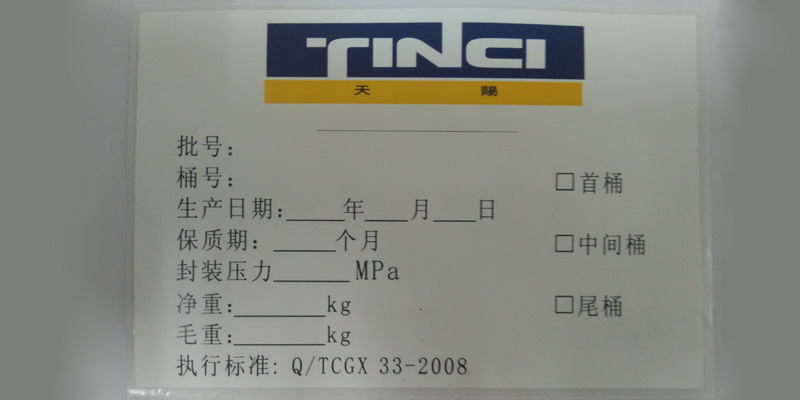 TINCI
天 赐
批号：
桶号：
□首桶
生产日期:_____年____月____日
保质期：_____个月
□中间桶
封装压力______MPa
净重:________kg
□尾桶
毛重:________kg
执行标准: Q/TCGX 33-2008